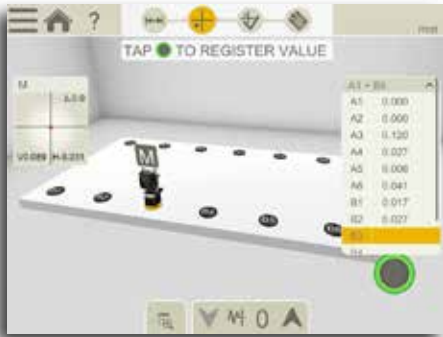 ?
mm
TAP TO REGISTER VALUE
M
A1 - B6
A1 0.000
A2 0.000
A3 0.120
A4 0.027
A5 0.006
A6 0.041
B1 0.017
B2 0.027
B3
B4
M
0